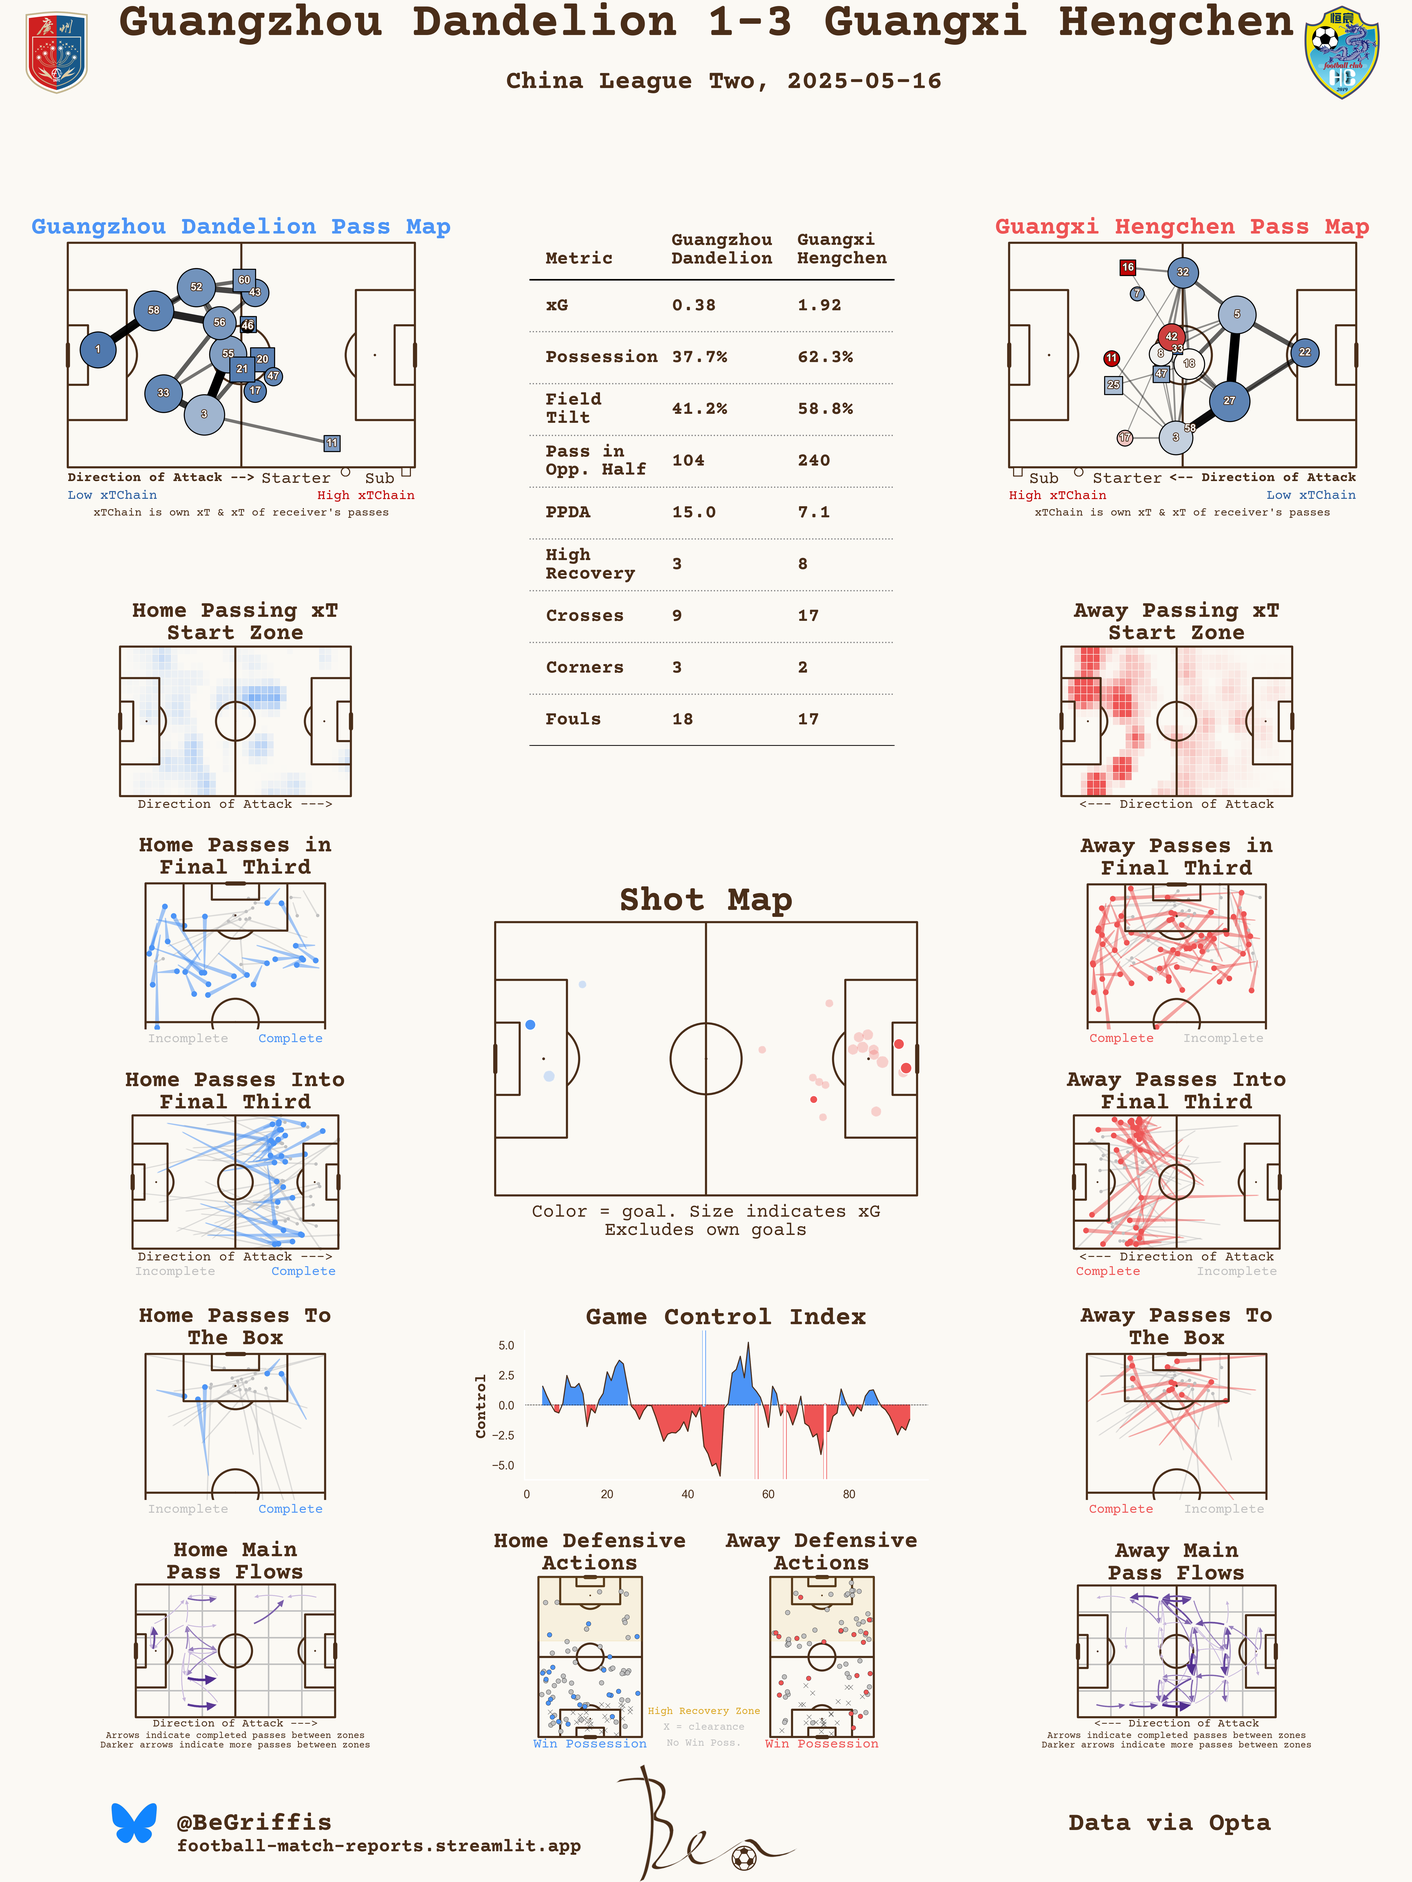 Guangzhou Dandelion 1-3 Guangxi Hengchen
China League Two, 2025-05-16
恒宸
football club
HC
2019
廣州
Guangzhou Dandelion Pass Map
1
58
52
60
43
56
46
55
20
21
47
17
33
3
11
Direction of Attack --> Starter Sub
Low xTChain High xTChain
xTChain is own xT & xT of receiver's passes
Metric Guangzhou Dandelion Guangxi Hengchen
xG 0.38 1.92
Possession 37.7% 62.3%
Field Tilt 41.2% 58.8%
Pass in Opp. Half 104 240
PPDA 15.0 7.1
High Recovery 3 8
Crosses 9 17
Corners 3 2
Fouls 18 17
Guangxi Hengchen Pass Map
16
32
7
5
42
33
8
18
11
47
25
22
27
58
3
17
Sub Starter <-- Direction of Attack
High xTChain Low xTChain
xTChain is own xT & xT of receiver's passes
Home Passing xT
Start Zone
Direction of Attack --->
Away Passing xT
Start Zone
<--- Direction of Attack
Home Passes in
Final Third
Incomplete Complete
Away Passes in
Final Third
Complete Incomplete
Shot Map
Color = goal. Size indicates xG
Excludes own goals
Home Passes Into
Final Third
Direction of Attack --->
Incomplete Complete
Away Passes Into
Final Third
<--- Direction of Attack
Complete Incomplete
Home Passes To
The Box
Incomplete Complete
Game Control Index
Control
5.0
2.5
0.0
−2.5
−5.0
0 20 40 60 80
Away Passes To
The Box
Complete Incomplete
Home Main
Pass Flows
Direction of Attack --->
Arrows indicate completed passes between zones
Darker arrows indicate more passes between zones
Home Defensive
Actions
Win Possession
High Recovery Zone
X = clearance
No Win Poss.
Away Defensive
Actions
Win Possession
Away Main
Pass Flows
<--- Direction of Attack
Arrows indicate completed passes between zones
Darker arrows indicate more passes between zones
@BeGriffis
football-match-reports.streamlit.app
Ben
Data via Opta